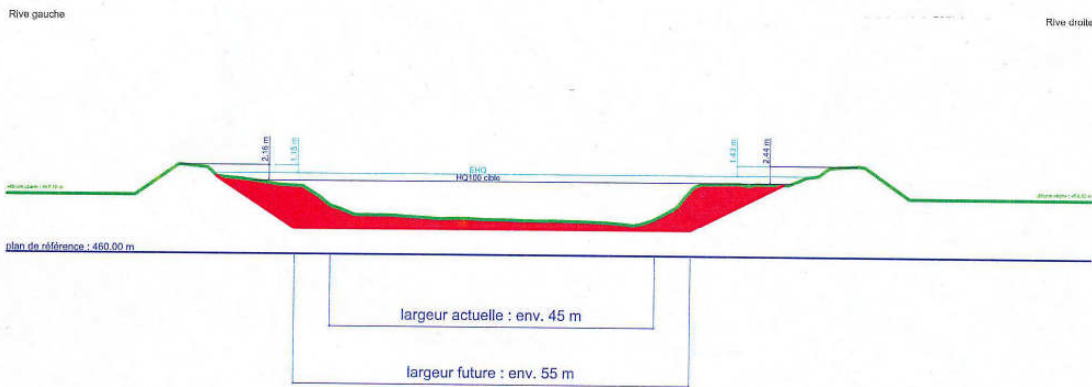 Rive gauche
Rive droite
2.16 m
1.15 m
1.43 m
2.44 m
EHQ
HQ100 cible
plan de référence : 460.00 m
largeur actuelle : env. 45 m
largeur future : env. 55 m